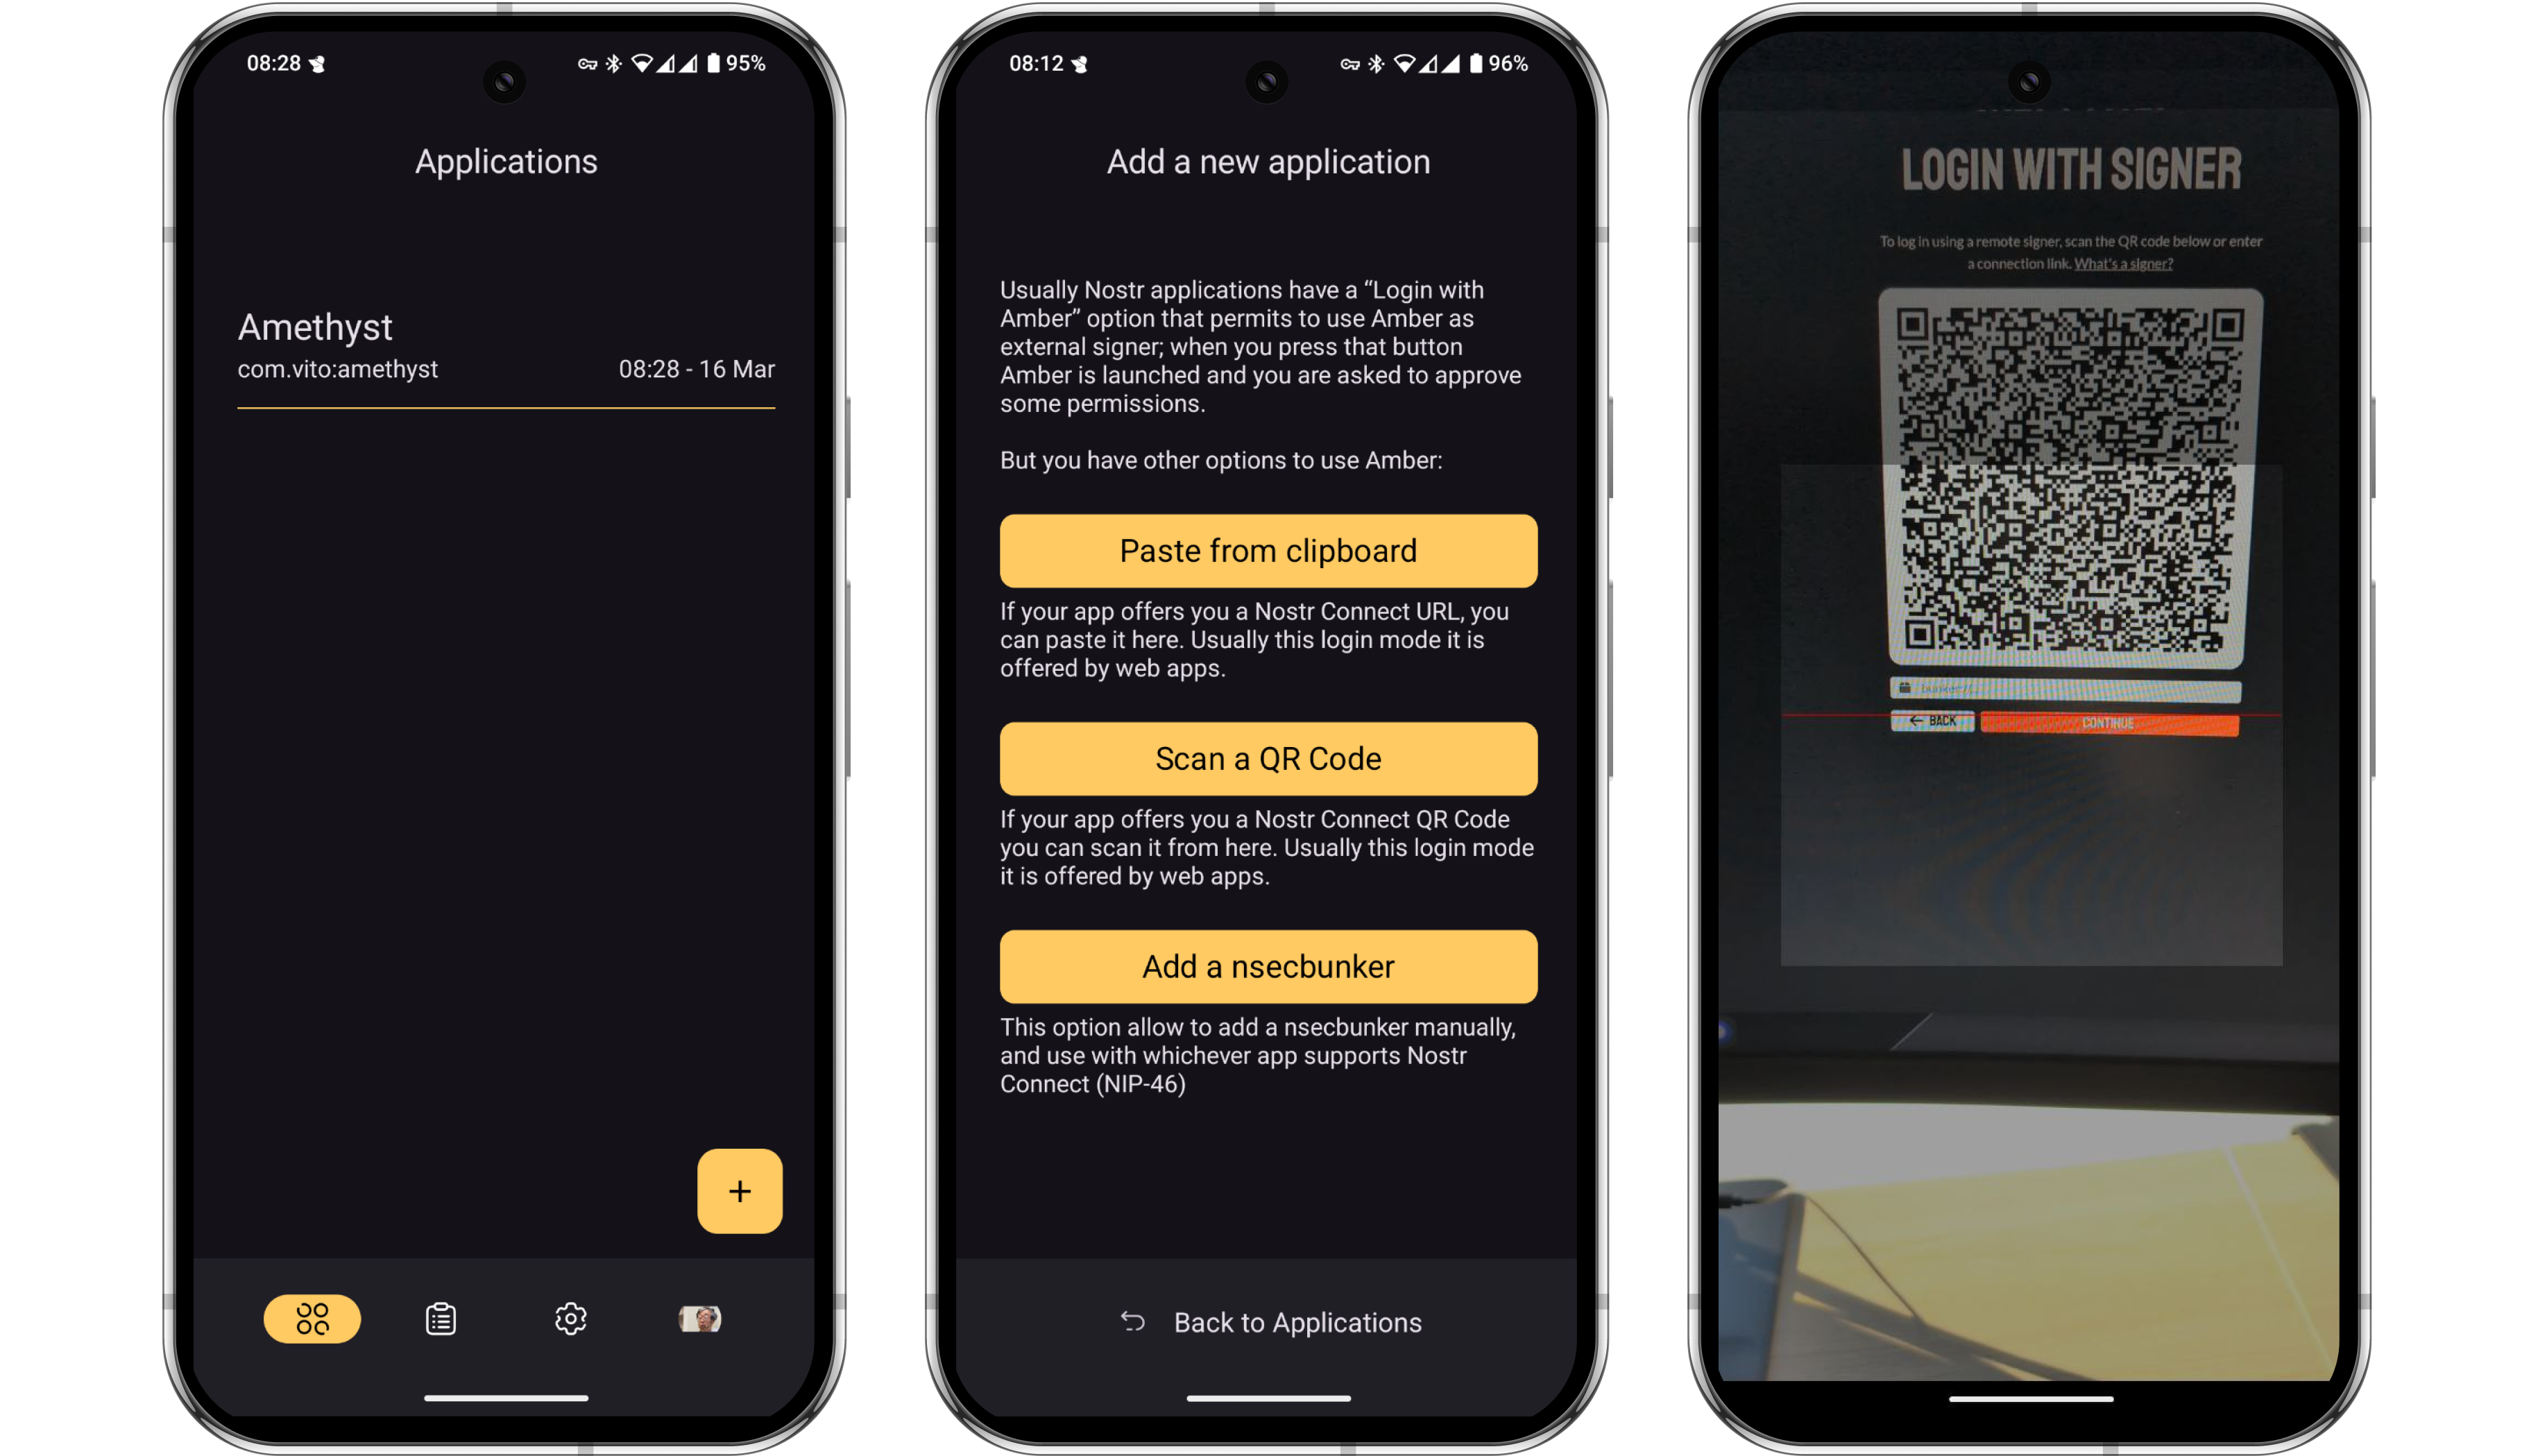 08:28
95%
Applications
Amethyst
com.vito:amethyst
08:28 - 16 Mar
+
08:12
96%
Add a new application
Usually Nostr applications have a “Login with
Amber” option that permits to use Amber as
external signer; when you press that button
Amber is launched and you are asked to approve
some permissions.
But you have other options to use Amber:
Paste from clipboard
If your app offers you a Nostr Connect URL, you
can paste it here. Usually this login mode it is
offered by web apps.
Scan a QR Code
If your app offers you a Nostr Connect QR Code
you can scan it from here. Usually this login mode
it is offered by web apps.
Add a nsecbunker
This option allow to add a nsecbunker manually,
and use with whichever app supports Nostr
Connect (NIP-46)
Back to Applications
LOGIN WITH SIGNER
To log in using a remote signer, scan the QR code below or enter
a connection link. What's a signer?
← BACK
CONTINUE